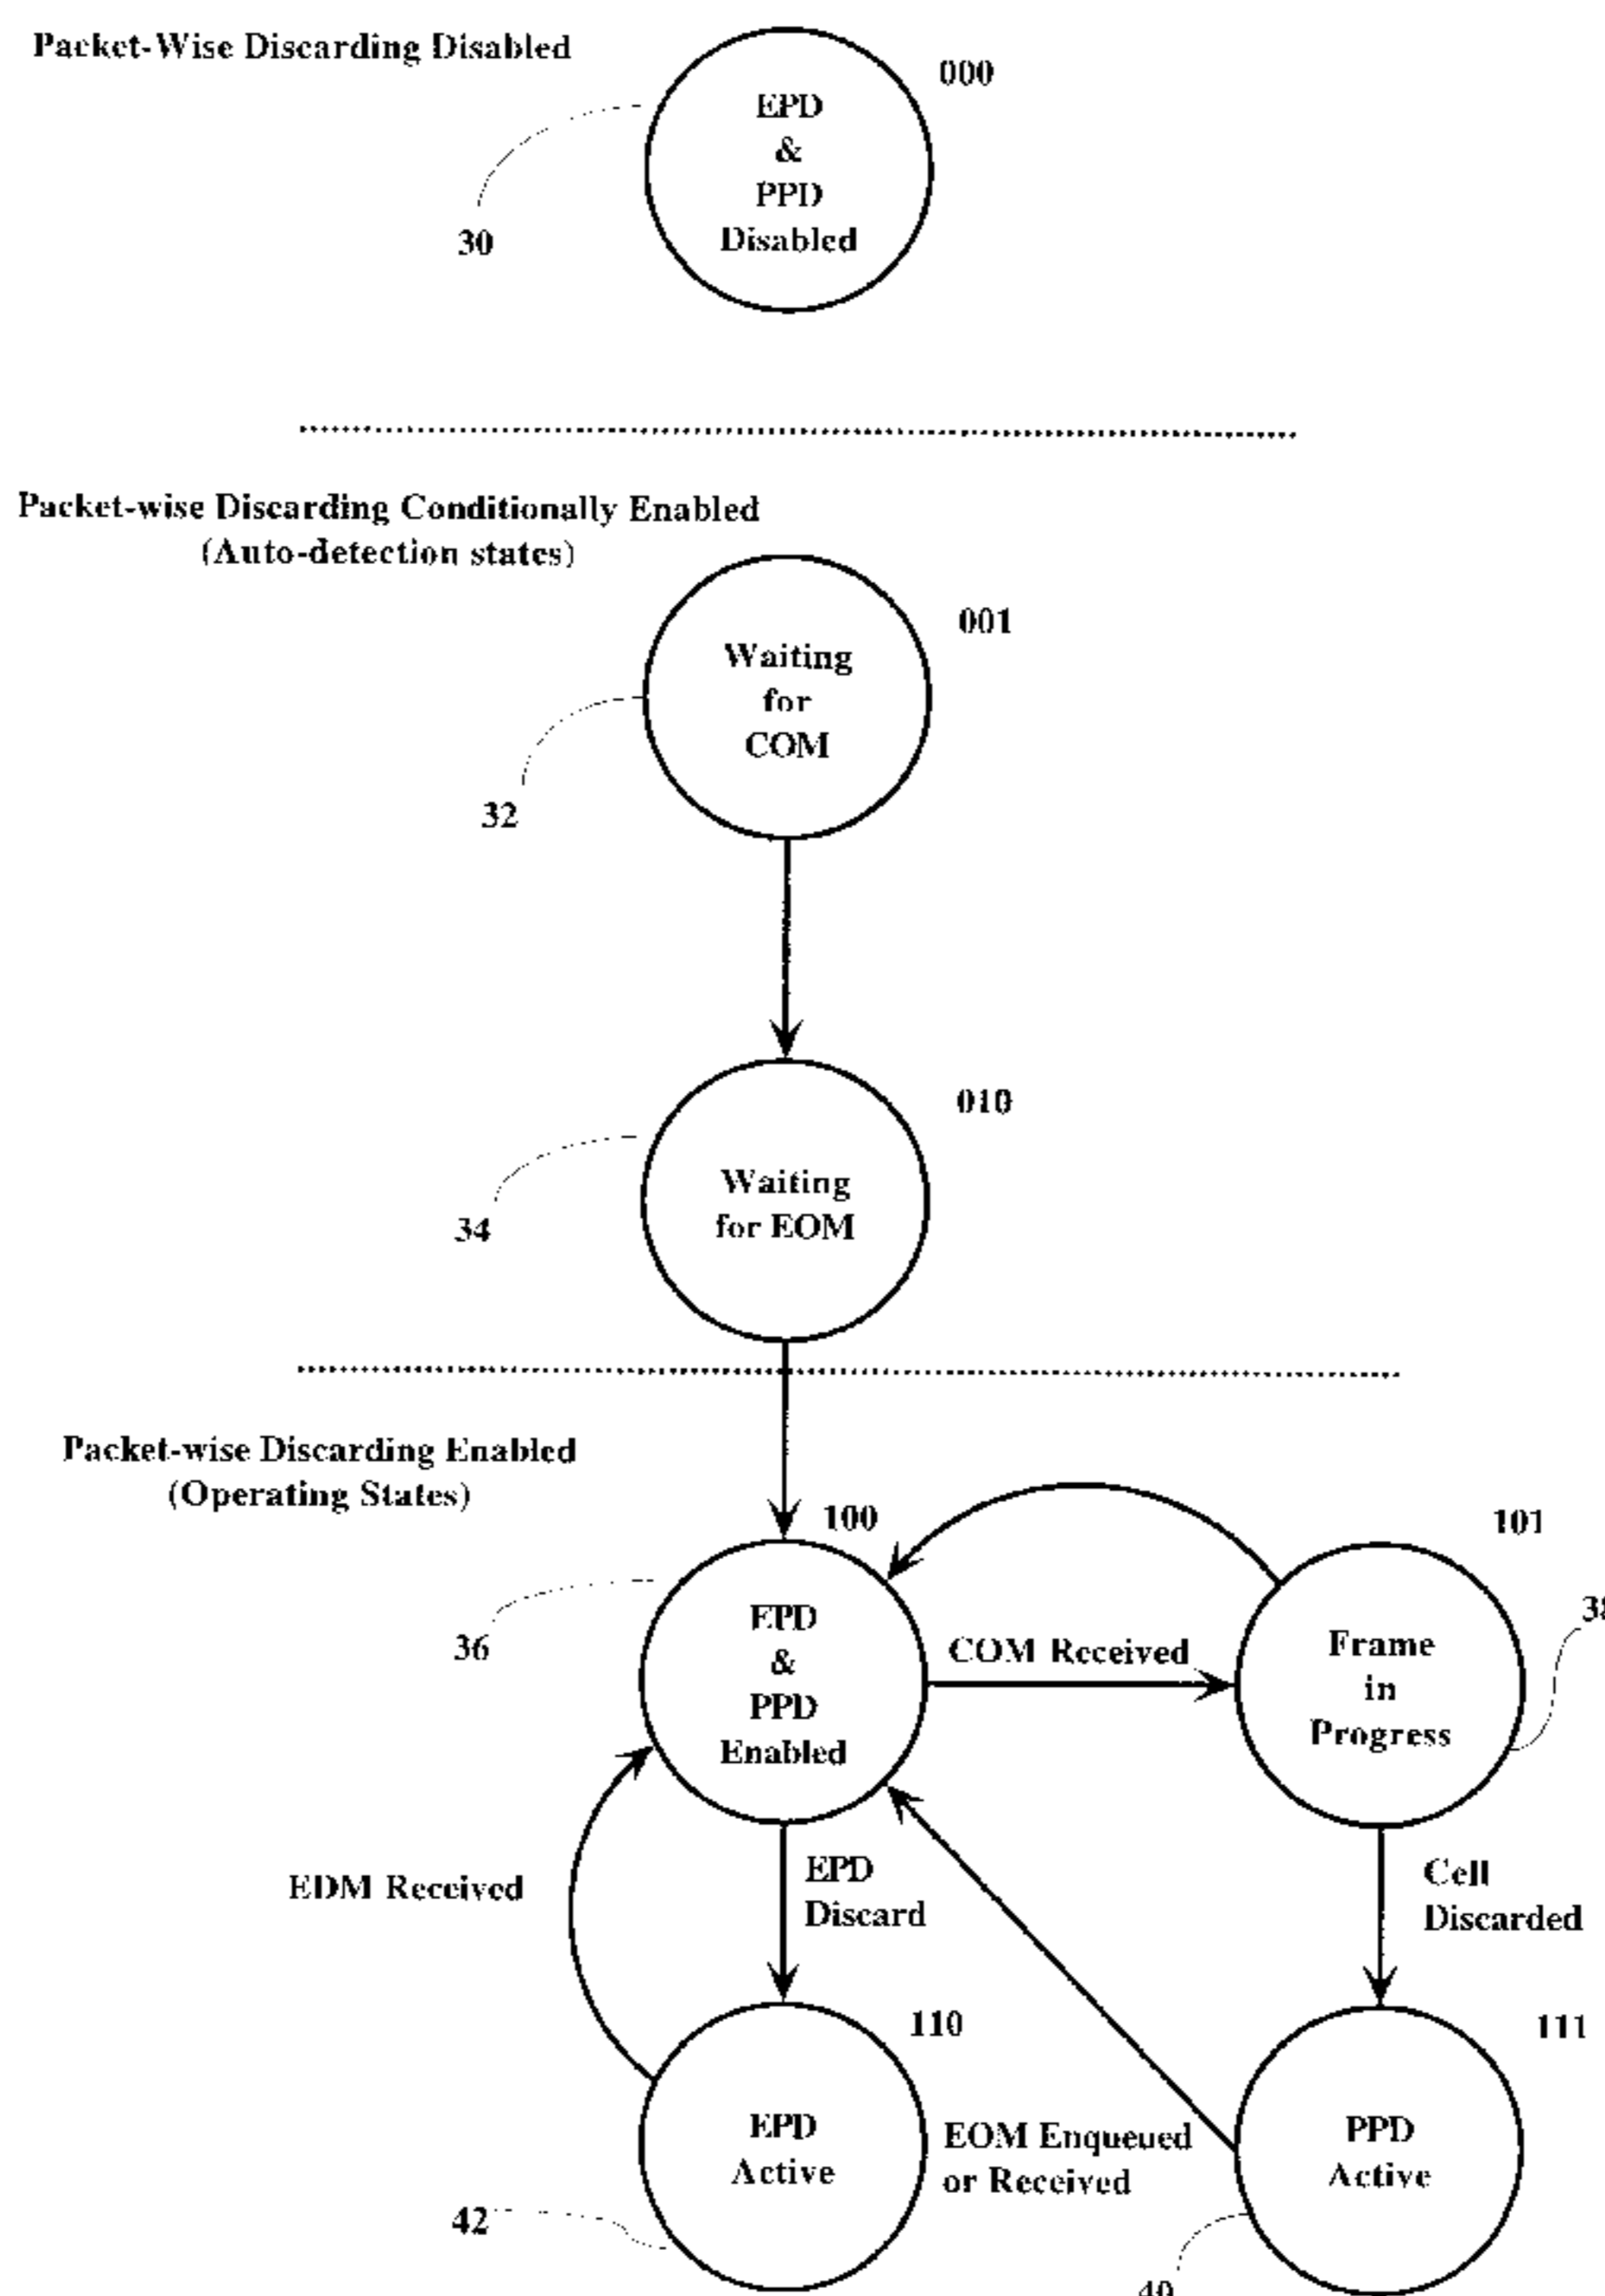 Packet-Wise Discarding Disabled
000
EPD
&
PPD
Disabled
30
Packet-wise Discarding Conditionally Enabled
(Auto-detection states)
001
Waiting
for
COM
32
010
Waiting
for EOM
34
Packet-wise Discarding Enabled
(Operating States)
100
101
EPD
&
PPD
Enabled
36
COM Received
Frame
in
Progress
38
EDM Received
EPD
Discard
Cell
Discarded
110
111
EPD
Active
EOM Enqueued
or Received
PPD
Active
42
40